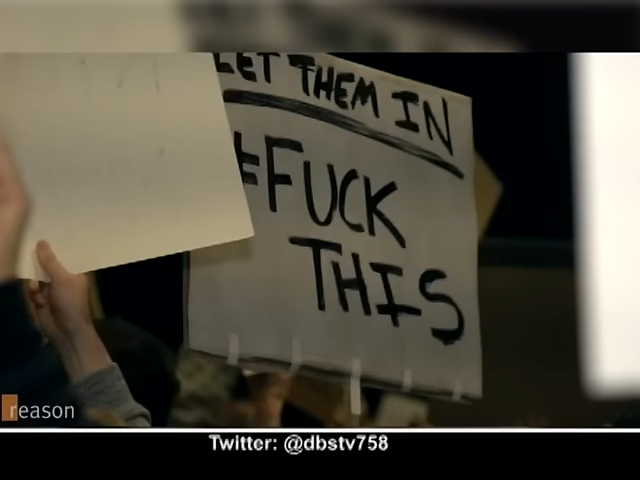 LET THEM IN
#FUCK
THIS
reason
Twitter: @dbstv758